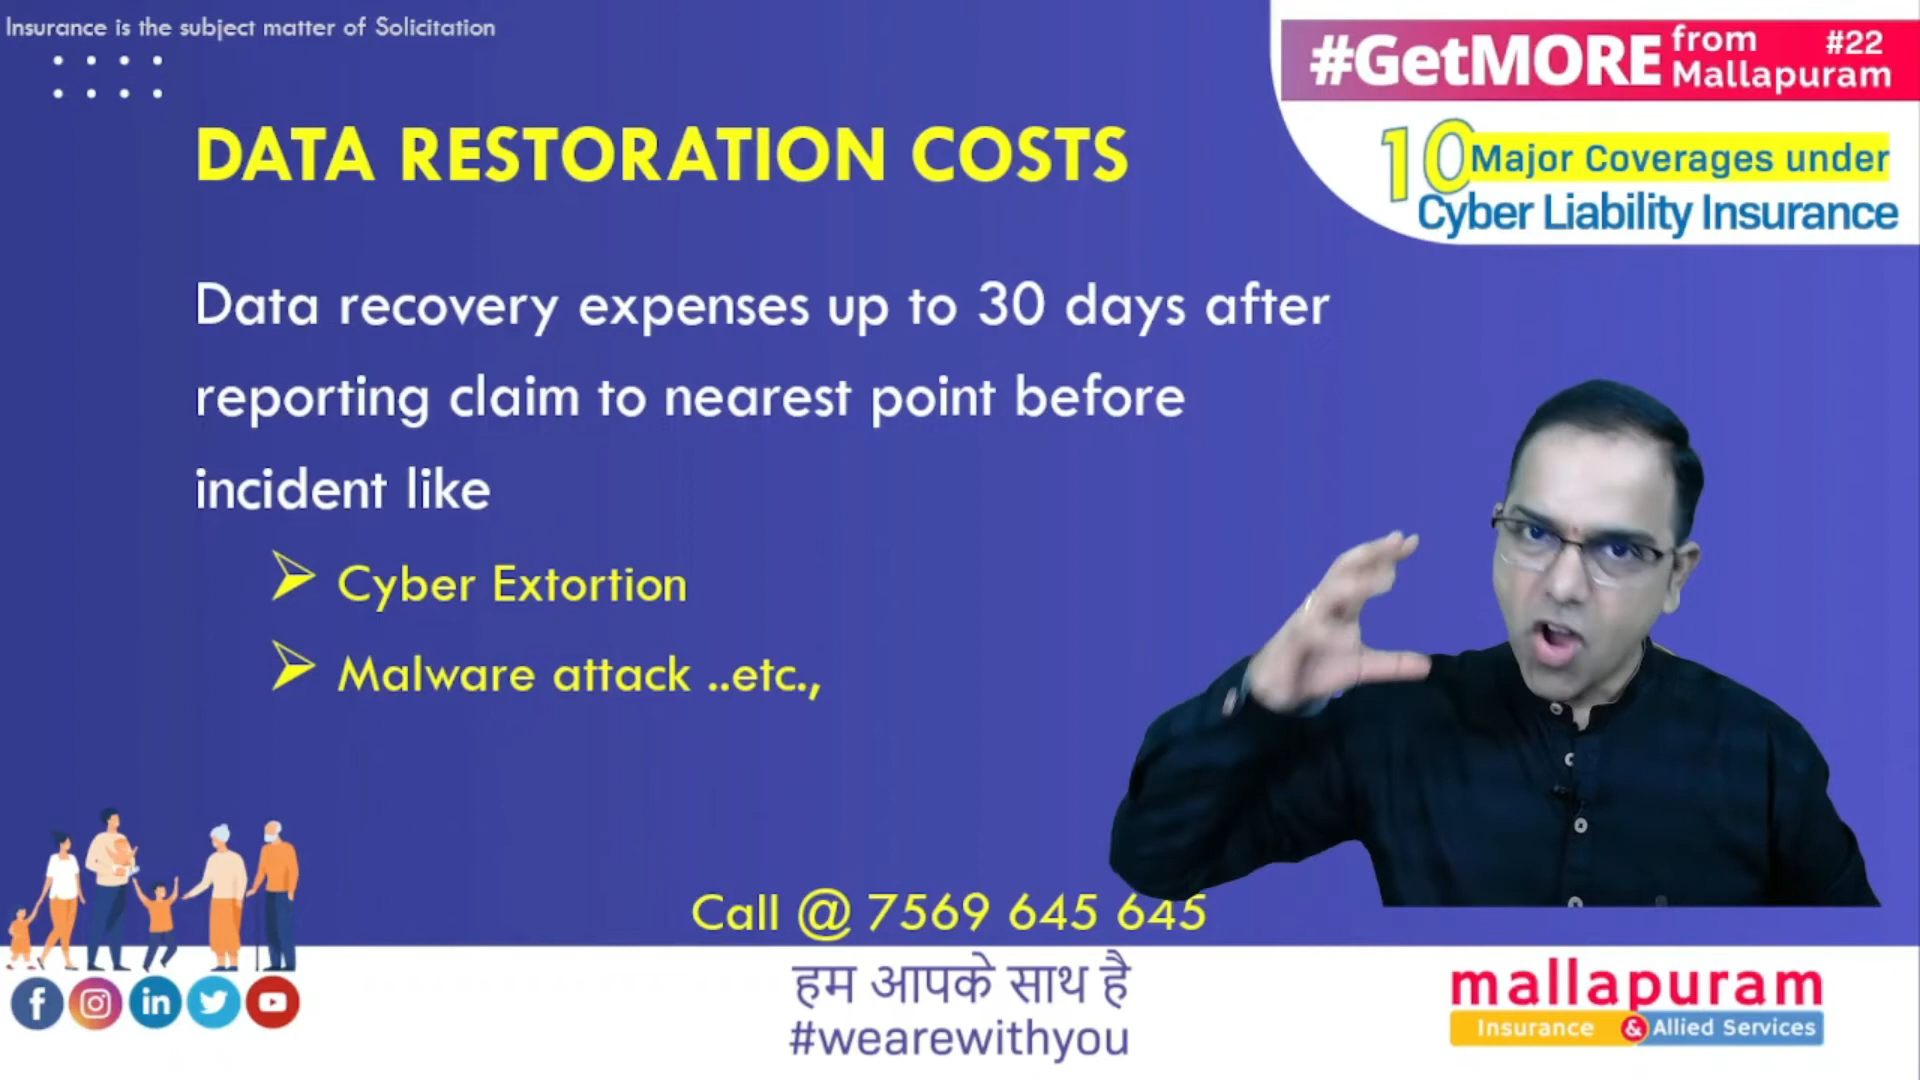 Insurance is the subject matter of Solicitation
#GetMORE from Mallapuram #22
10 Major Coverages under
Cyber Liability Insurance
DATA RESTORATION COSTS
Data recovery expenses up to 30 days after
reporting claim to nearest point before
incident like
Cyber Extortion
Malware attack ..etc.,
Call @ 7569 645 645
हम आपके साथ है
#wearewithyou
mallapuram
Insurance & Allied Services